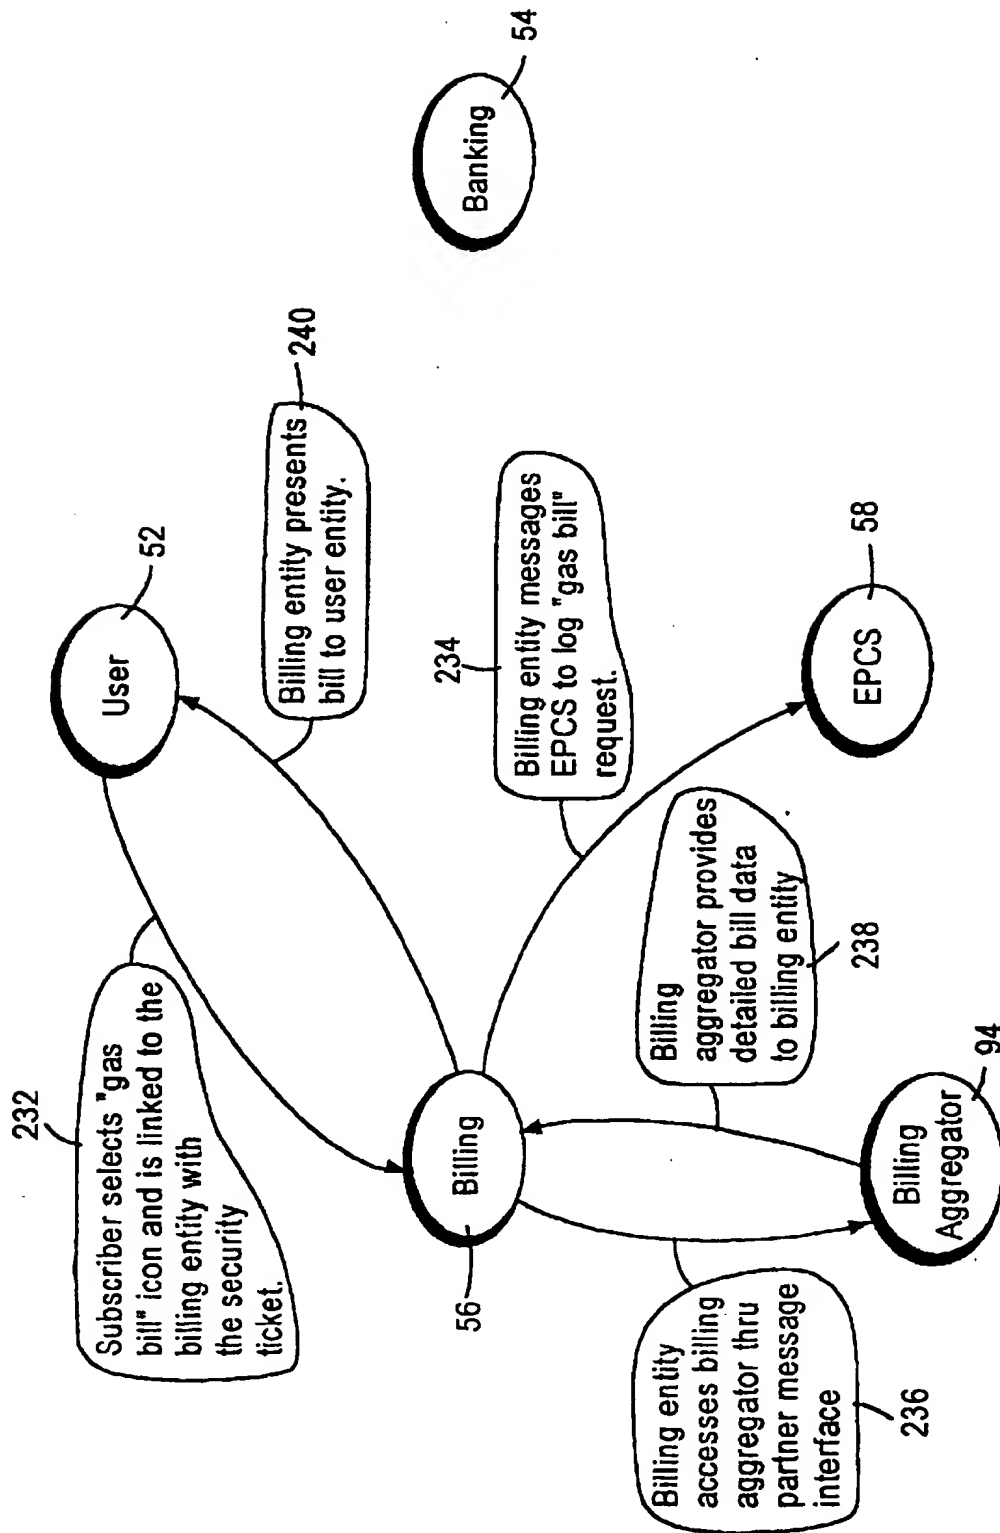 232
Subscriber selects "gas
bill" icon and is linked to the
billing entity with
the security
ticket.
User
52
Billing entity presents
bill to user entity.
240
Banking
54
Billing
56
234
Billing entity messages
EPCS to log "gas bill"
request.
Billing entity
accesses billing
aggregator thru
partner message
interface
236
Billing
aggregator provides
detailed bill data
to billing entity
238
Billing
Aggregator
94
EPCS
58